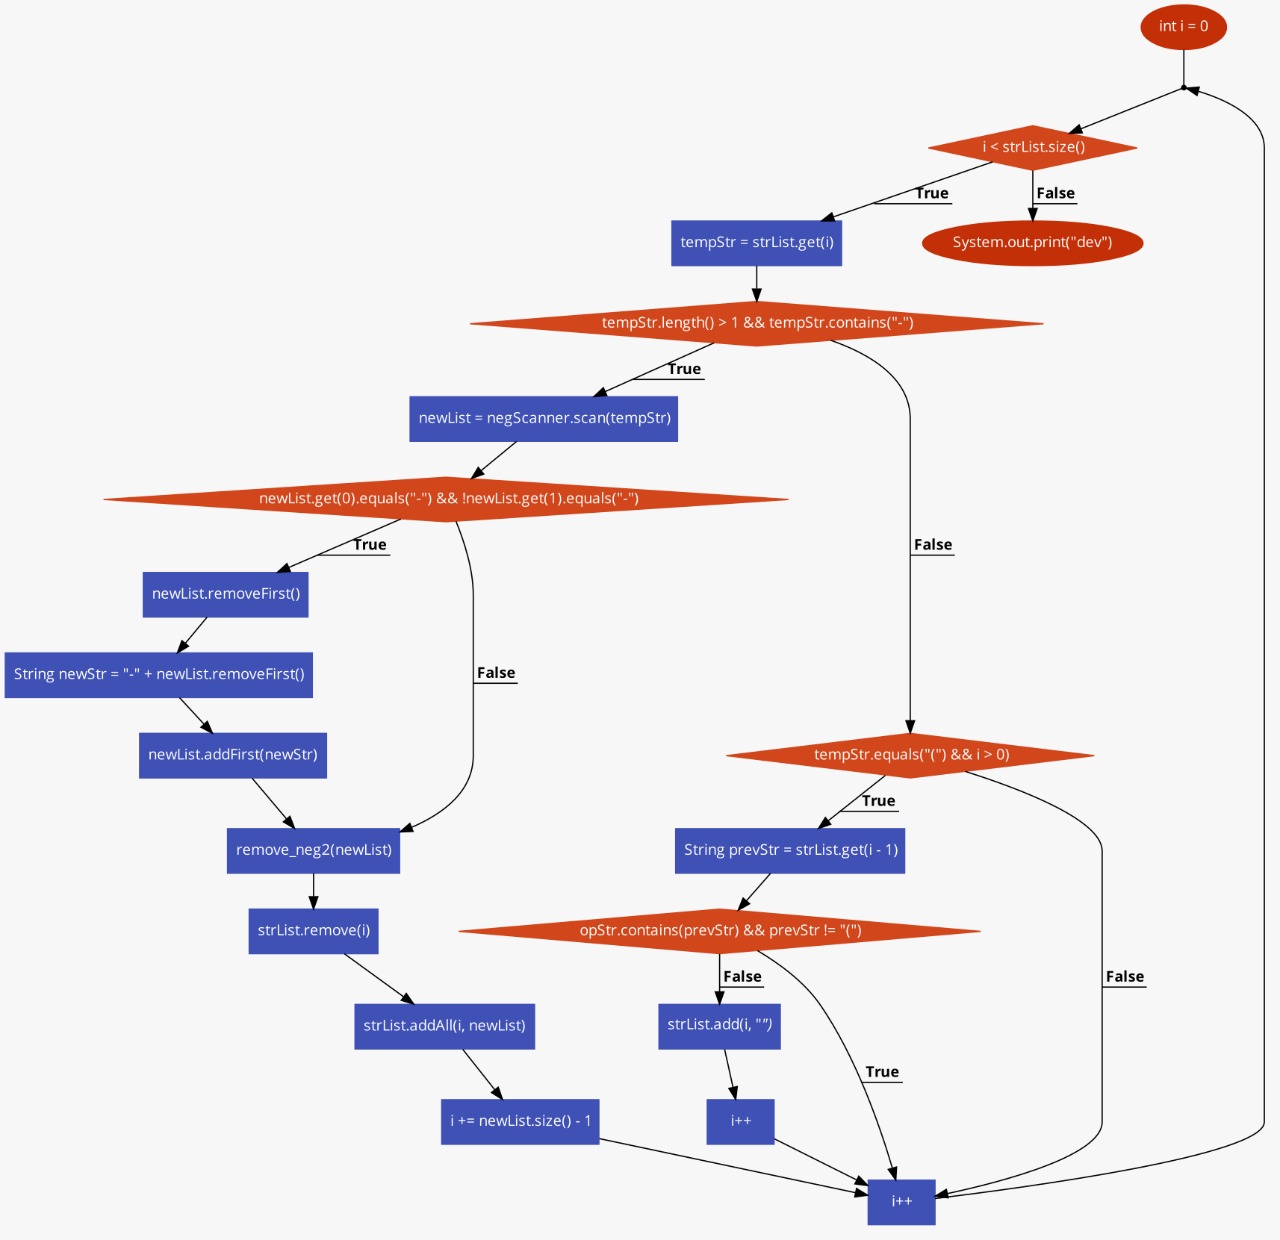 int i = 0
i < strList.size()
True
False
tempStr = strList.get(i)
System.out.print("dev")
tempStr.length() > 1 && tempStr.contains("-")
True
newList = negScanner.scan(tempStr)
newList.get(0).equals("-") && !newList.get(1).equals("-")
True
False
newList.removeFirst()
String newStr = "-" + newList.removeFirst()
False
newList.addFirst(newStr)
tempStr.equals("(") && i > 0)
True
remove_neg2(newList)
String prevStr = strList.get(i - 1)
strList.remove(i)
opStr.contains(prevStr) && prevStr != "(")
False
False
strList.addAll(i, newList)
strList.add(i, "")
True
i += newList.size() - 1
i++
i++